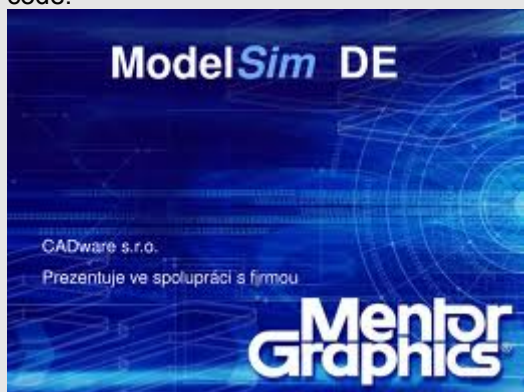 ModelSim DE
CADware s.r.o.
Prezentuje ve spolupráci s firmou
Mentor
Graphics®